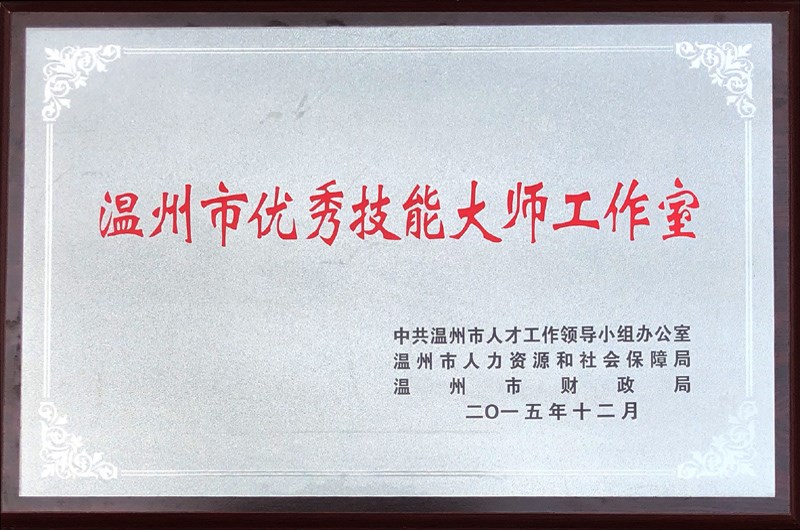 温州市优秀技能大师工作室
中共温州市人才工作领导小组办公室
温州市人力资源和社会保障局
温州市财政局
二〇一五年十二月